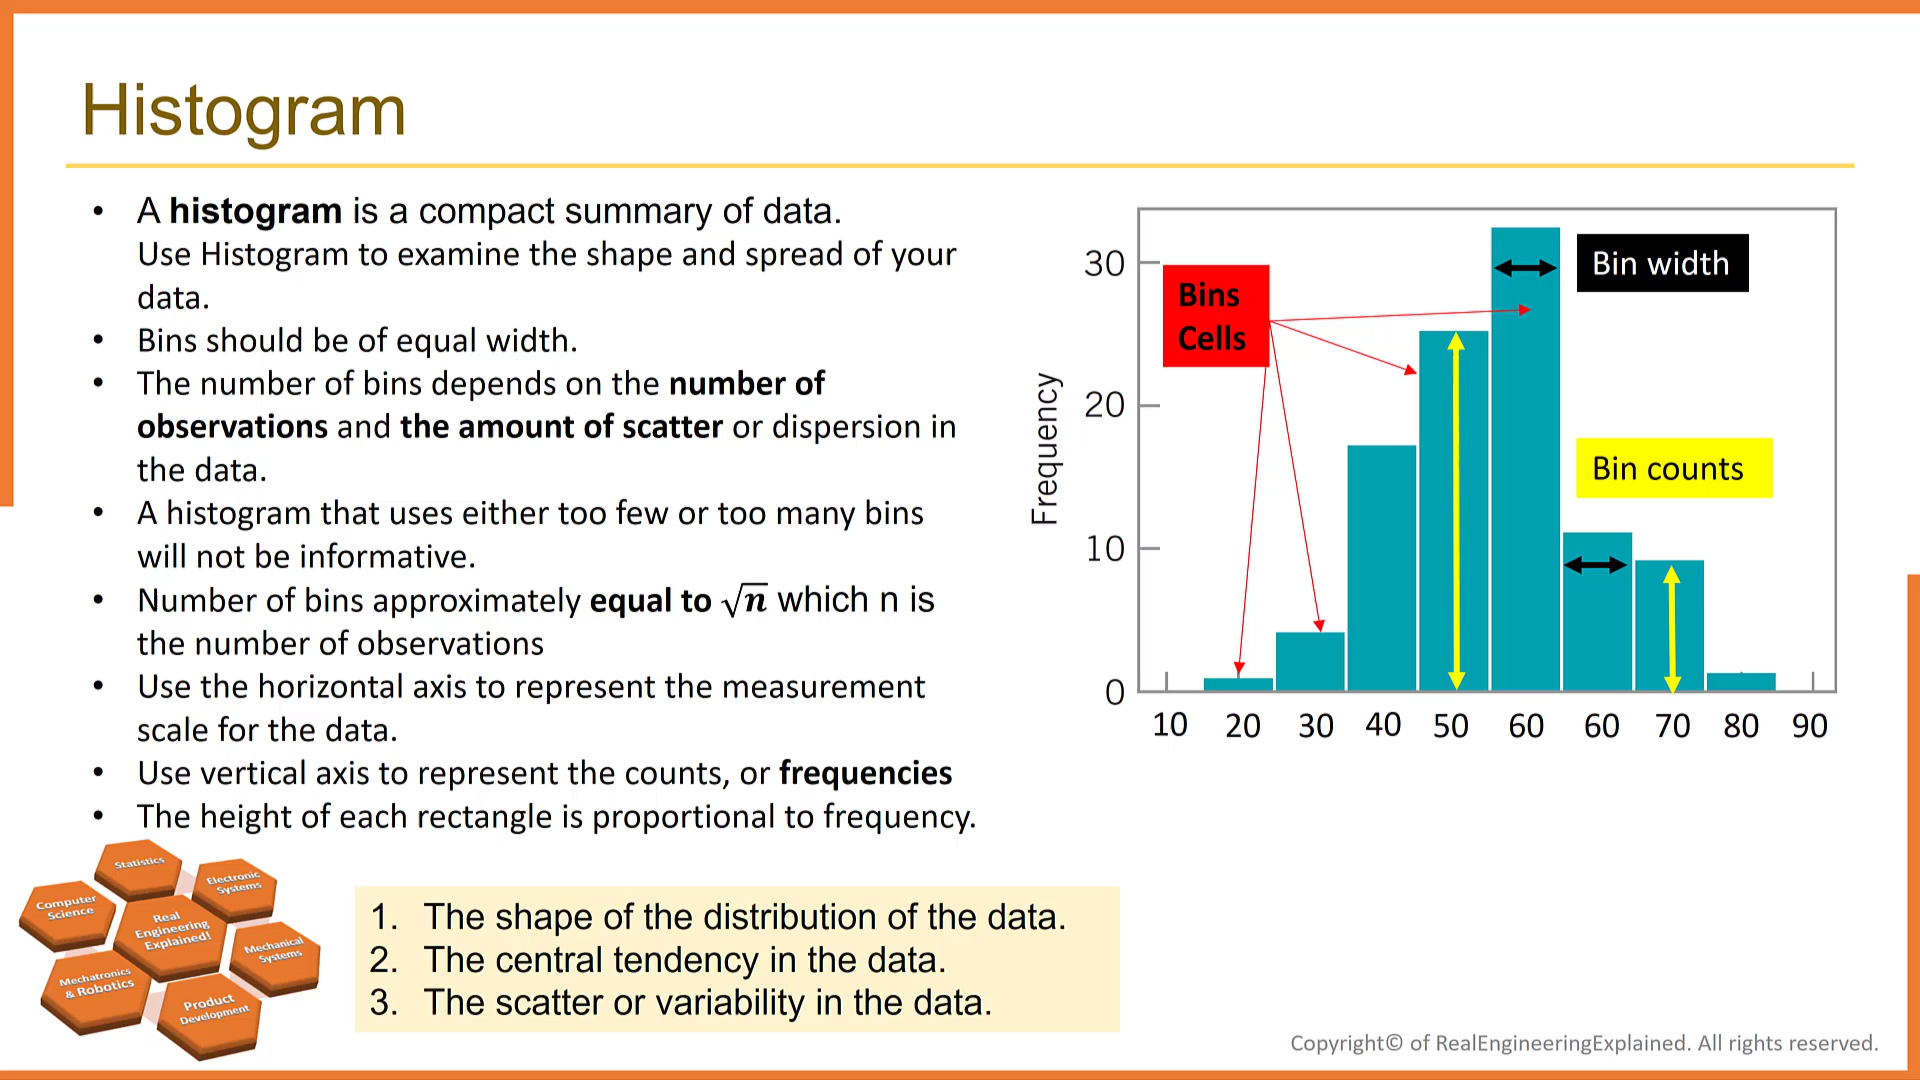 Histogram
• A histogram is a compact summary of data.
Use Histogram to examine the shape and spread of your
data.
• Bins should be of equal width.
• The number of bins depends on the number of
observations and the amount of scatter or dispersion in
the data.
• A histogram that uses either too few or too many bins
will not be informative.
• Number of bins approximately equal to √n which n is
the number of observations
• Use the horizontal axis to represent the measurement
scale for the data.
• Use vertical axis to represent the counts, or frequencies
• The height of each rectangle is proportional to frequency.
Bins
Cells
Bin width
Bin counts
Frequency
30
20
10
0
10 20 30 40 50 60 60 70 80 90
Statistics
Electronic
Systems
Computer
Science
Real
Engineering
Explained!
Mechanical
Systems
Mechatronics
& Robotics
Product
Development
1. The shape of the distribution of the data.
2. The central tendency in the data.
3. The scatter or variability in the data.
Copyright© of RealEngineeringExplained. All rights reserved.